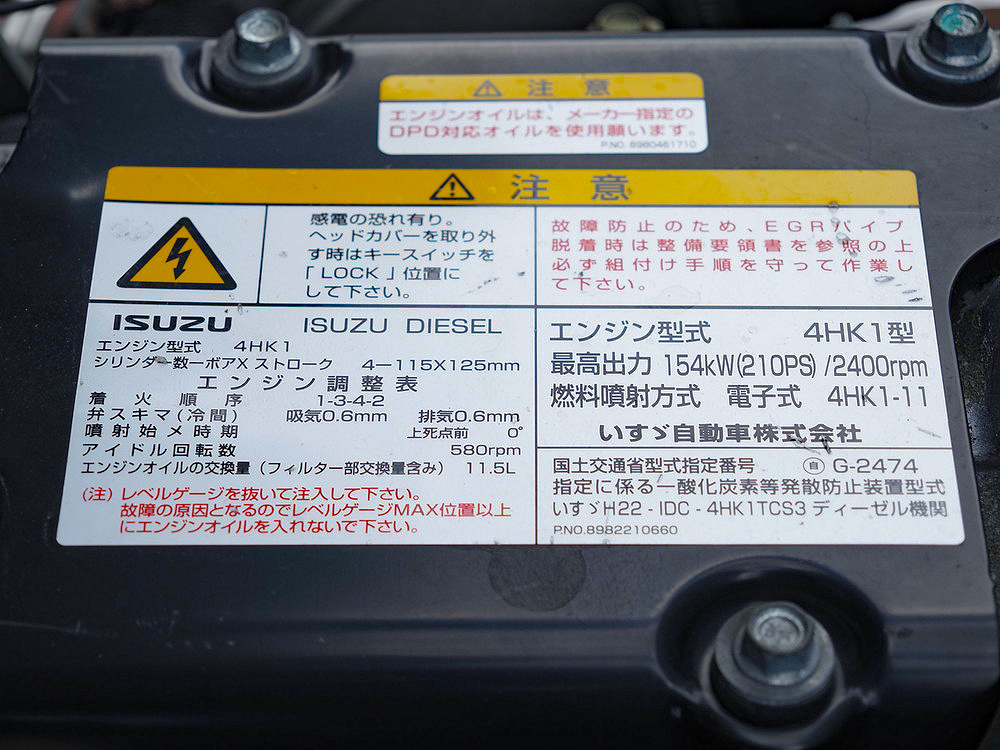 注意
エンジンオイルは、メーカー指定の
DPD対応オイルを使用願います。
P.NO. 8980461710
注意
感電の恐れ有り。
ヘッドカバーを取り外
す時はキースイッチを
「LOCK」位置に
して下さい。
故障防止のため、EGRパイプ
脱着時は整備要領書を参照の上
必ず組付け手順を守って作業し
て下さい。
ISUZU ISUZU DIESEL
エンジン型式 4HK1
シリンダー数ーボアX ストローク 4ー115X125mm
エンジン調整表
着火順序 1-3-4-2
弁スキマ(冷間) 吸気0.6mm 排気0.6mm
噴射始メ時期 上死点前 0°
アイドル回転数 580rpm
エンジンオイルの交換量(フィルター部交換量含み) 11.5L
(注) レベルゲージを抜いて注入して下さい。
故障の原因となるのでレベルゲージMAX位置以上
にエンジンオイルを入れないで下さい。
エンジン型式 4HK1型
最高出力 154kW(210PS)/2400rpm
燃料噴射方式 電子式 4HK1-11
いすゞ自動車株式会社
国土交通省型式指定番号 自 G-2474
指定に係る一酸化炭素等発散防止装置型式
いすゞH22-IDC-4HK1TCS3 ディーゼル機関
P.NO.8982210660